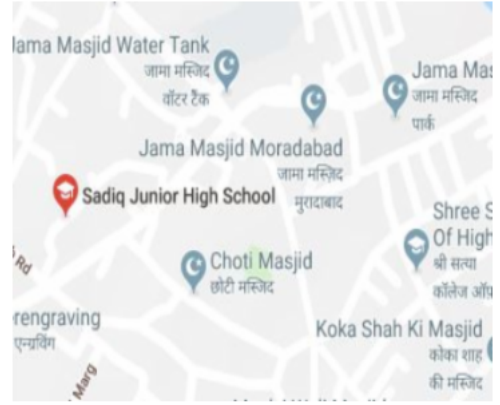 Jama Masjid Water Tank
जामा मस्जिद
वॉटर टैंक
Jama Mas
जामा मस्जिद
पार्क
Jama Masjid Moradabad
जामा मस्जिद
मुरादाबाद
Sadiq Junior High School
Shree S
Of High
श्री सत्या
कॉलेज ऑफ़
Rd
Choti Masjid
छोटी मस्जिद
rengraving
एन्ग्रविंग
Koka Shah Ki Masjid
कोका शाह
की मस्जिद
Marg